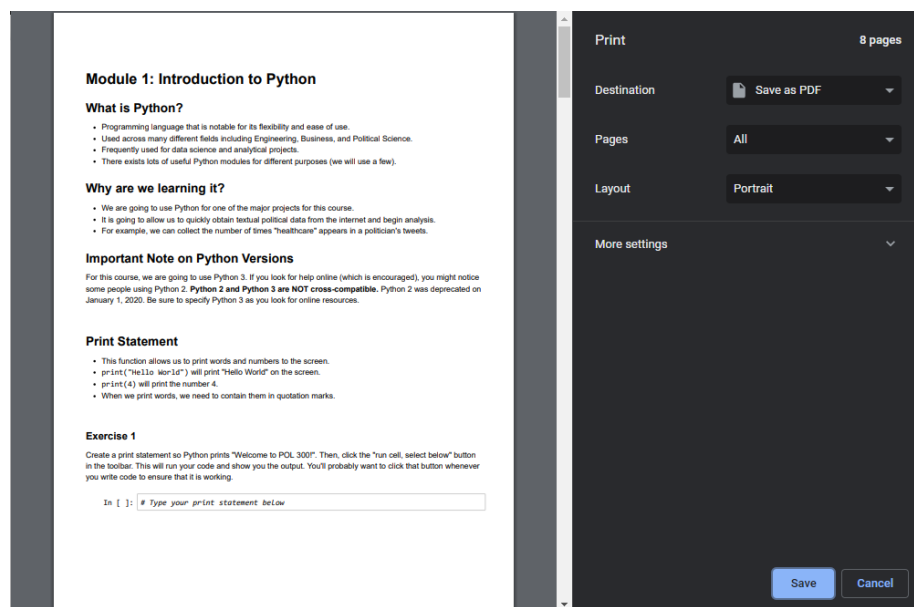 Module 1: Introduction to Python
What is Python?
• Programming language that is notable for its flexibility and ease of use.
• Used across many different fields including Engineering, Business, and Political Science.
• Frequently used for data science and analytical projects.
• There exists lots of useful Python modules for different purposes (we will use a few).
Why are we learning it?
• We are going to use Python for one of the major projects for this course.
• It is going to allow us to quickly obtain textual political data from the internet and begin analysis.
• For example, we can collect the number of times "healthcare" appears in a politician's tweets.
Important Note on Python Versions
For this course, we are going to use Python 3. If you look for help online (which is encouraged), you might notice
some people using Python 2. Python 2 and Python 3 are NOT cross-compatible. Python 2 was deprecated on
January 1, 2020. Be sure to specify Python 3 as you look for online resources.
Print Statement
• This function allows us to print words and numbers to the screen.
• print("Hello World") will print "Hello World" on the screen.
• print(4) will print the number 4.
• When we print words, we need to contain them in quotation marks.
Exercise 1
Create a print statement so Python prints "Welcome to POL 300!". Then, click the "run cell, select below" button
in the toolbar. This will run your code and show you the output. You'll probably want to click that button whenever
you write code to ensure that it is working.
In [ ]: # Type your print statement below
Print 8 pages
Destination Save as PDF
Pages All
Layout Portrait
More settings
Save Cancel